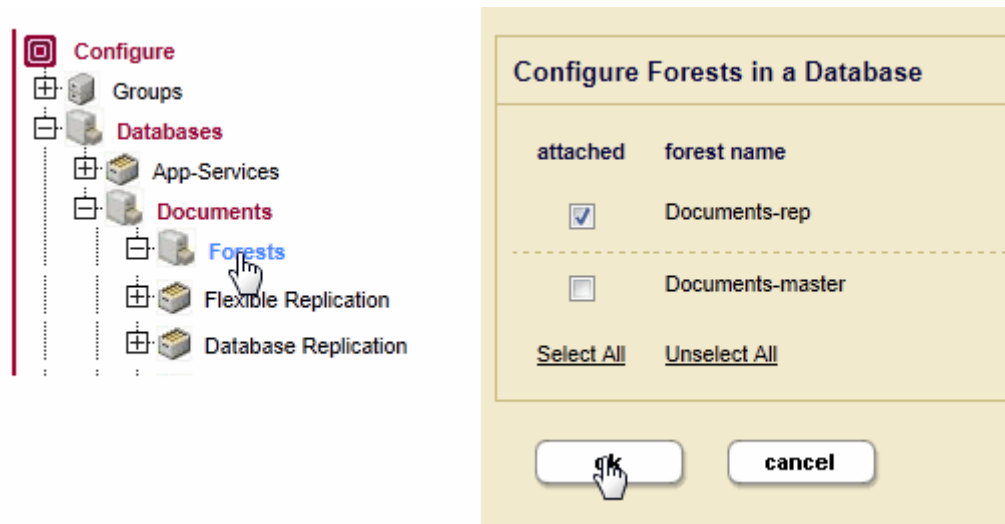 Configure
Groups
Databases
App-Services
Documents
Forests
Flexible Replication
Database Replication
Configure Forests in a Database
attached forest name
Documents-rep
Documents-master
Select All Unselect All
ok cancel